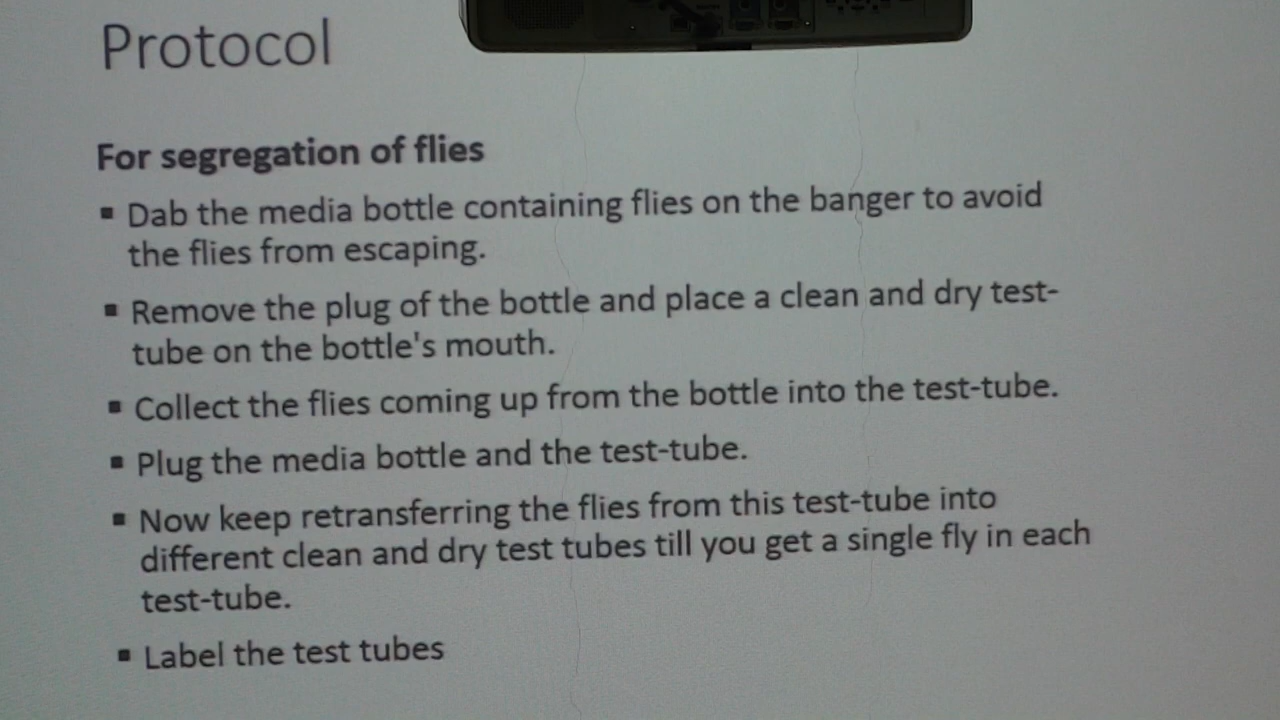 Protocol
For segregation of flies
▪ Dab the media bottle containing flies on the banger to avoid
the flies from escaping.
▪ Remove the plug of the bottle and place a clean and dry test-
tube on the bottle's mouth.
▪ Collect the flies coming up from the bottle into the test-tube.
▪ Plug the media bottle and the test-tube.
▪ Now keep retransferring the flies from this test-tube into
different clean and dry test tubes till you get a single fly in each
test-tube.
▪ Label the test tubes